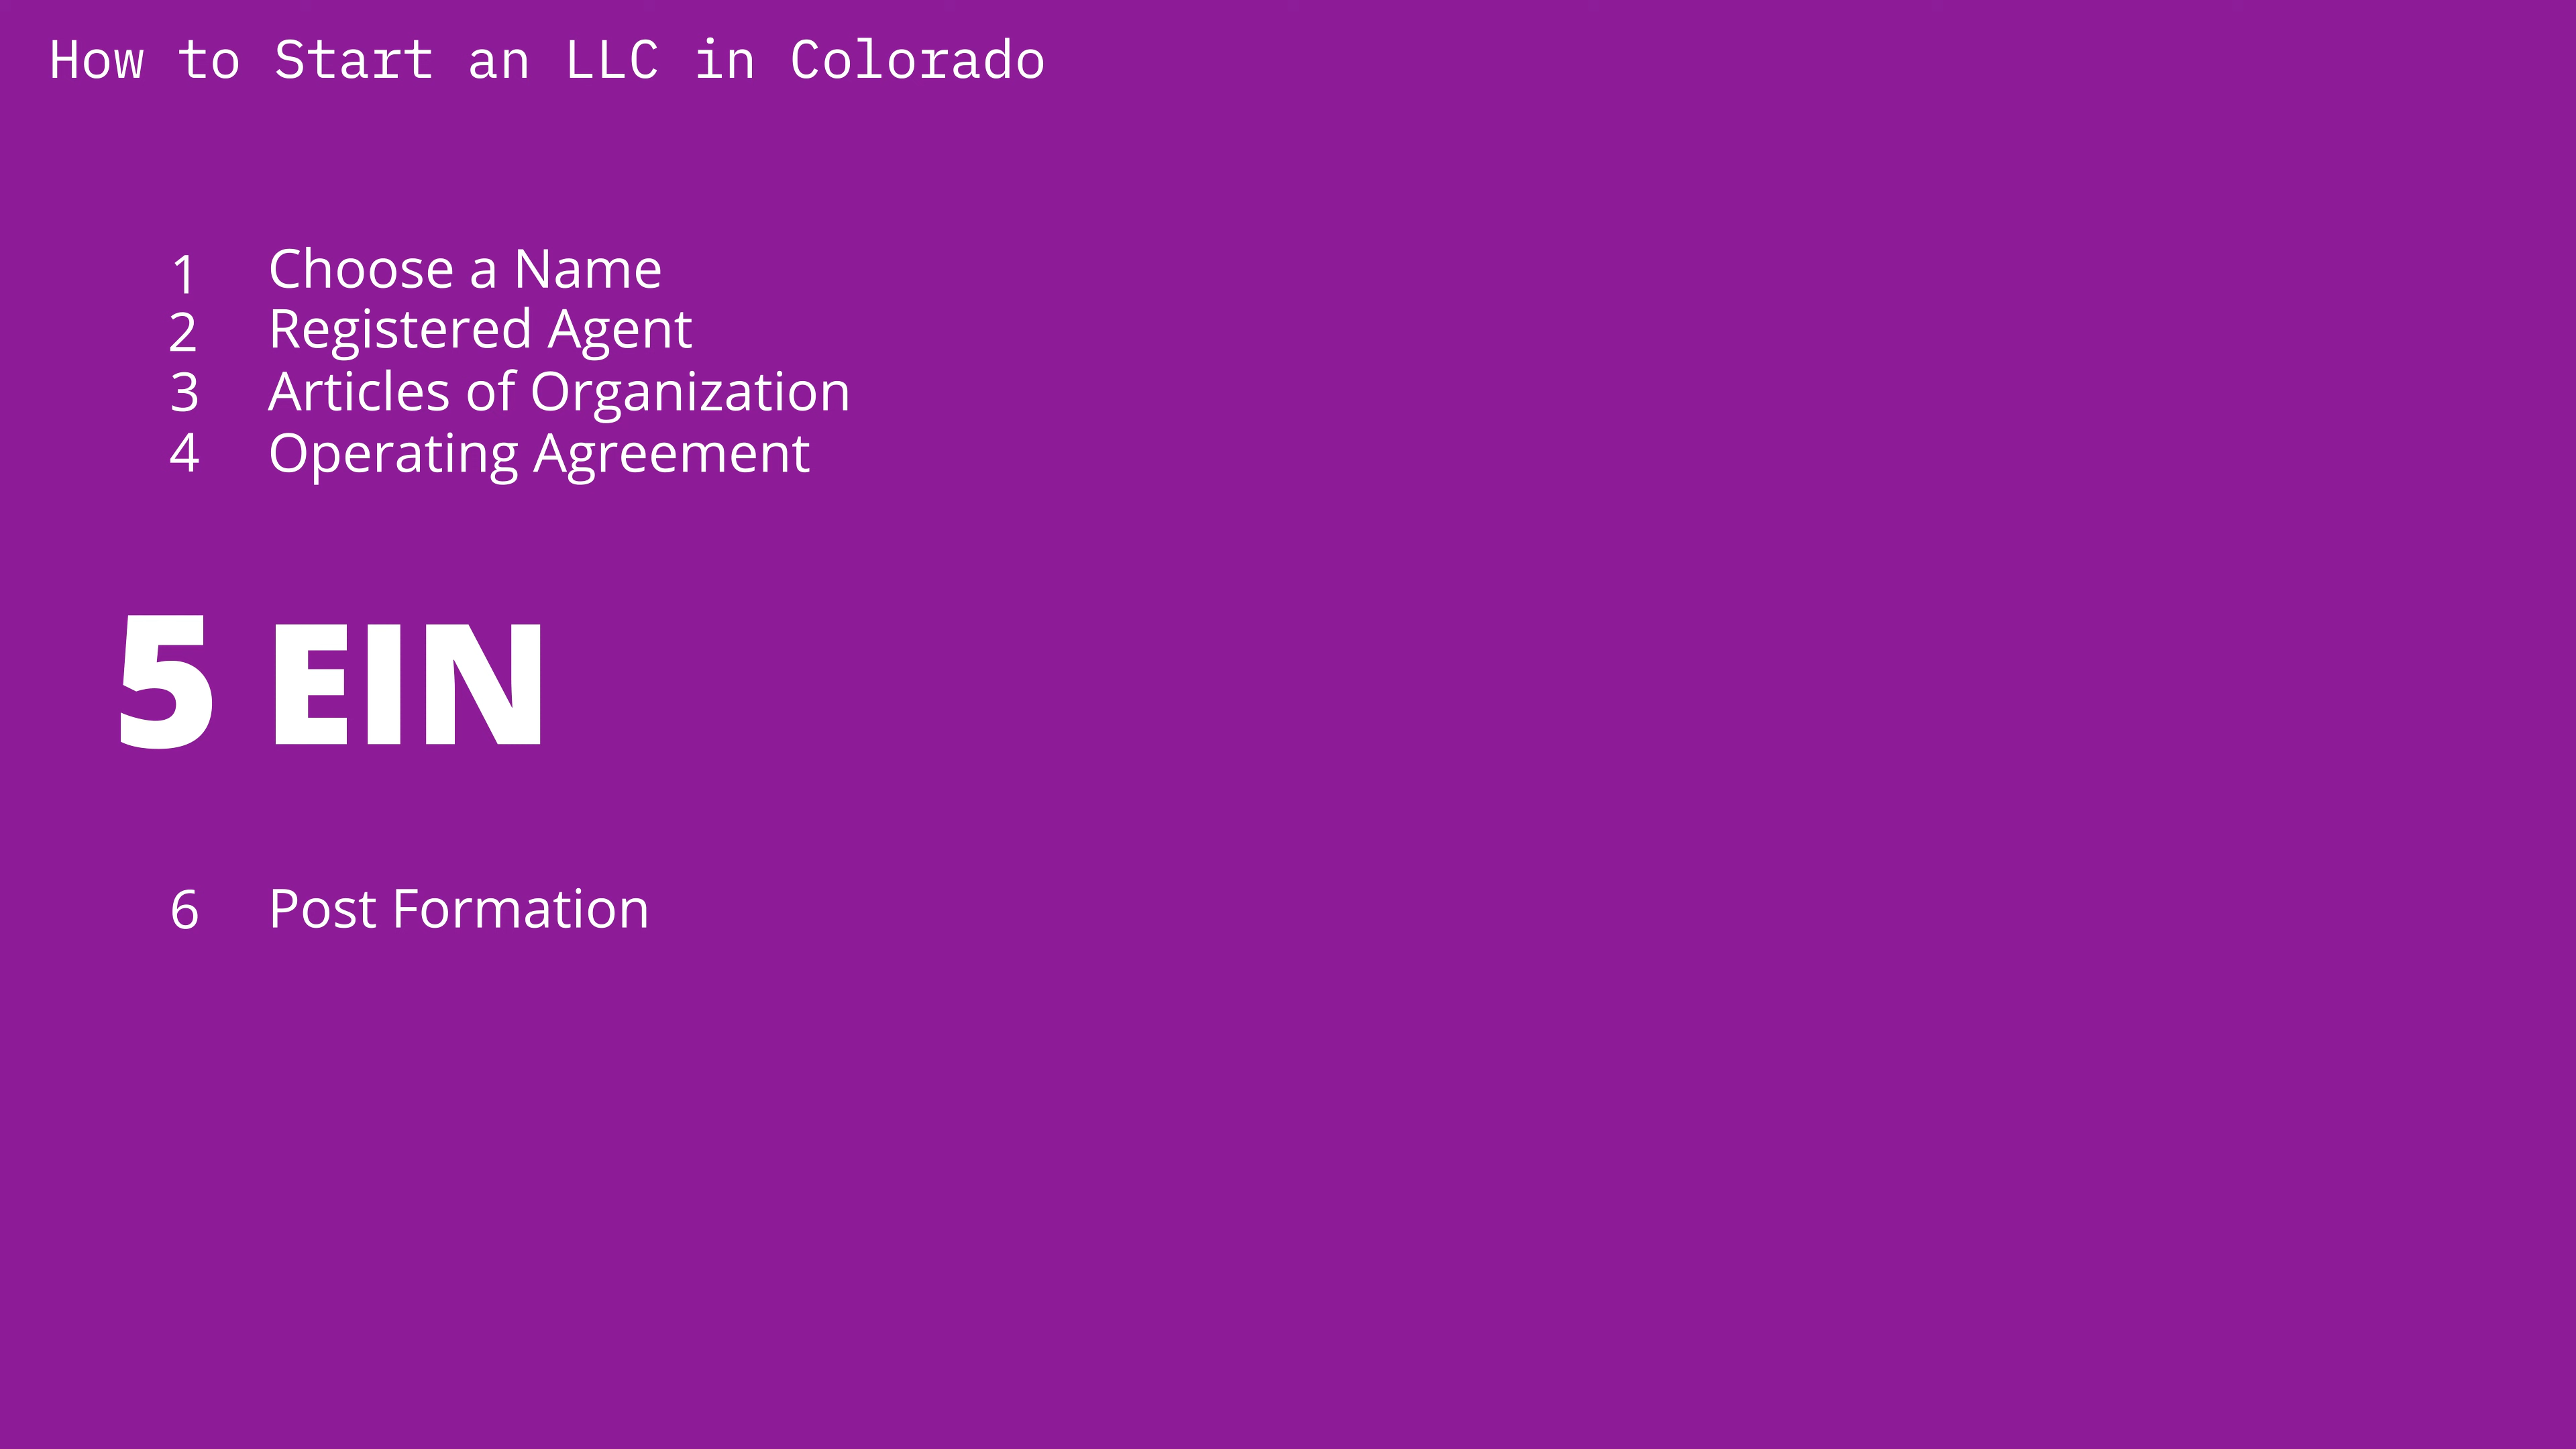 How to Start an LLC in Colorado
1 Choose a Name
2 Registered Agent
3 Articles of Organization
4 Operating Agreement
5 EIN
6 Post Formation